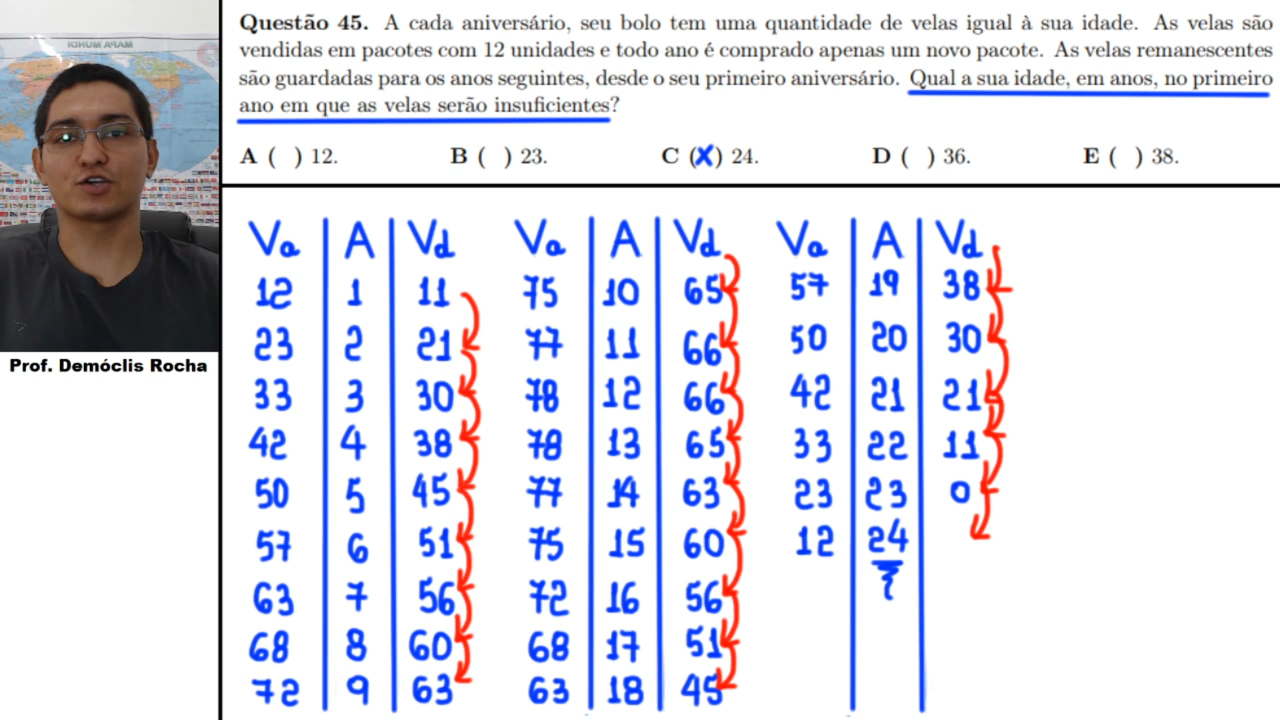 MAPA MUNDI
Questão 45. A cada aniversário, seu bolo tem uma quantidade de velas igual à sua idade. As velas são
vendidas em pacotes com 12 unidades e todo ano é comprado apenas um novo pacote. As velas remanescentes
são guardadas para os anos seguintes, desde o seu primeiro aniversário. Qual a sua idade, em anos, no primeiro
ano em que as velas serão insuficientes?
A ( ) 12. B ( ) 23. C (X) 24. D ( ) 36. E ( ) 38.
Prof. Demóclis Rocha
Va A Vd
12 1 11
23 2 21
33 3 30
42 4 38
50 5 45
57 6 51
63 7 56
68 8 60
72 9 63
Va A Vd
75 10 65
77 11 66
78 12 66
78 13 65
77 14 63
75 15 60
72 16 56
68 17 51
63 18 45
Va A Vd
57 19 38
50 20 30
42 21 21
33 22 11
23 23 0
12 24